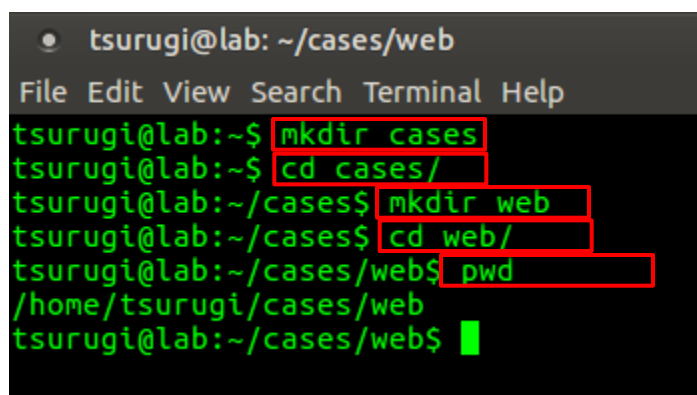 tsurugi@lab: ~/cases/web
File Edit View Search Terminal Help
tsurugi@lab:~$ mkdir cases
tsurugi@lab:~$ cd cases/
tsurugi@lab:~/cases$ mkdir web
tsurugi@lab:~/cases$ cd web/
tsurugi@lab:~/cases/web$ pwd
/home/tsurugi/cases/web
tsurugi@lab:~/cases/web$